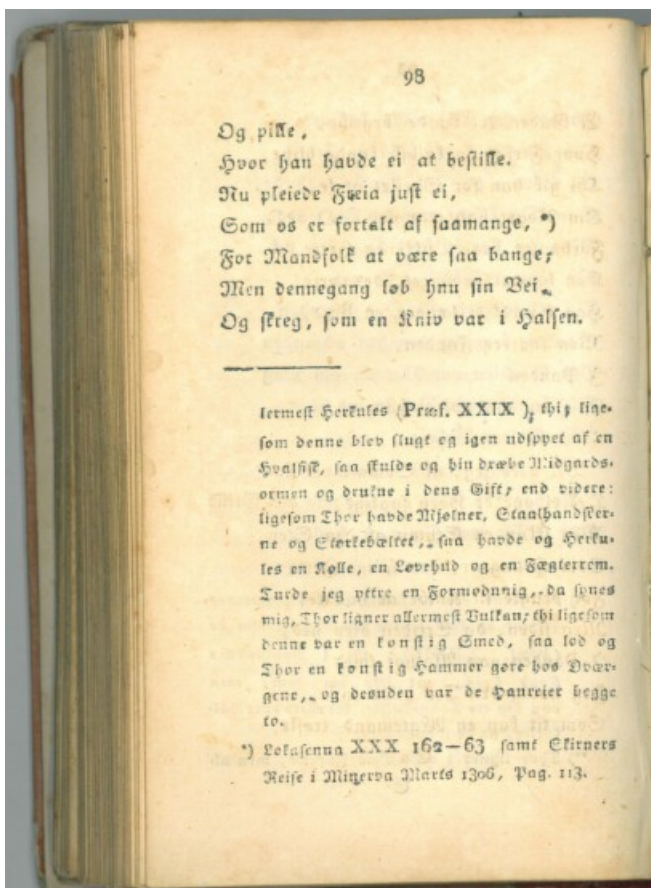 98
Og pille,
Hvor han havde ei at bestille.
Nu pleiede Freia just ei,
Som os er fortalt af saamange, *)
For Mandfolk at være saa bange;
Men dennegang løb hnu sin Vei.
Og skreg, som en Kniv var i Halsen.
lermest Herkules (Præf. XXIX), thi; lige-
som denne blev slugt og igen udspyet af en
Hvalfisk, saa skulde og hin dræbe Midgards-
ormen og drukne i dens Gift; end videre:
ligesom Thor havde Mjølner, Staalhandsker-
ne og Størkebæltet, saa havde og Herku-
les en Kølle, en Løvehud og en Fægterrem.
Turde jeg yttre en Formodnnig, da synes
mig, Thor ligner allermest Vulkan; thi ligesom
denne var en konstig Smed, saa lod og
Thor en konstig Hammer gøre hos Dvær-
gene, og desuden var de Hanreier begge
to.
*) Lokasenna XXX 162—63 samt Skirners
Reise i Minerva Marts 1306, Pag. 113.